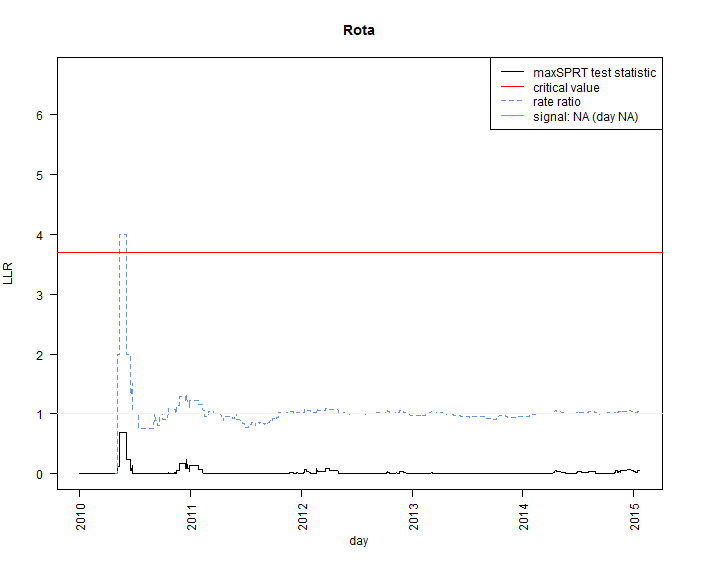 Rota
maxSPRT test statistic
critical value
rate ratio
signal: NA (day NA)
LLR
6
5
4
3
2
1
0
2010
2011
2012
2013
2014
2015
day